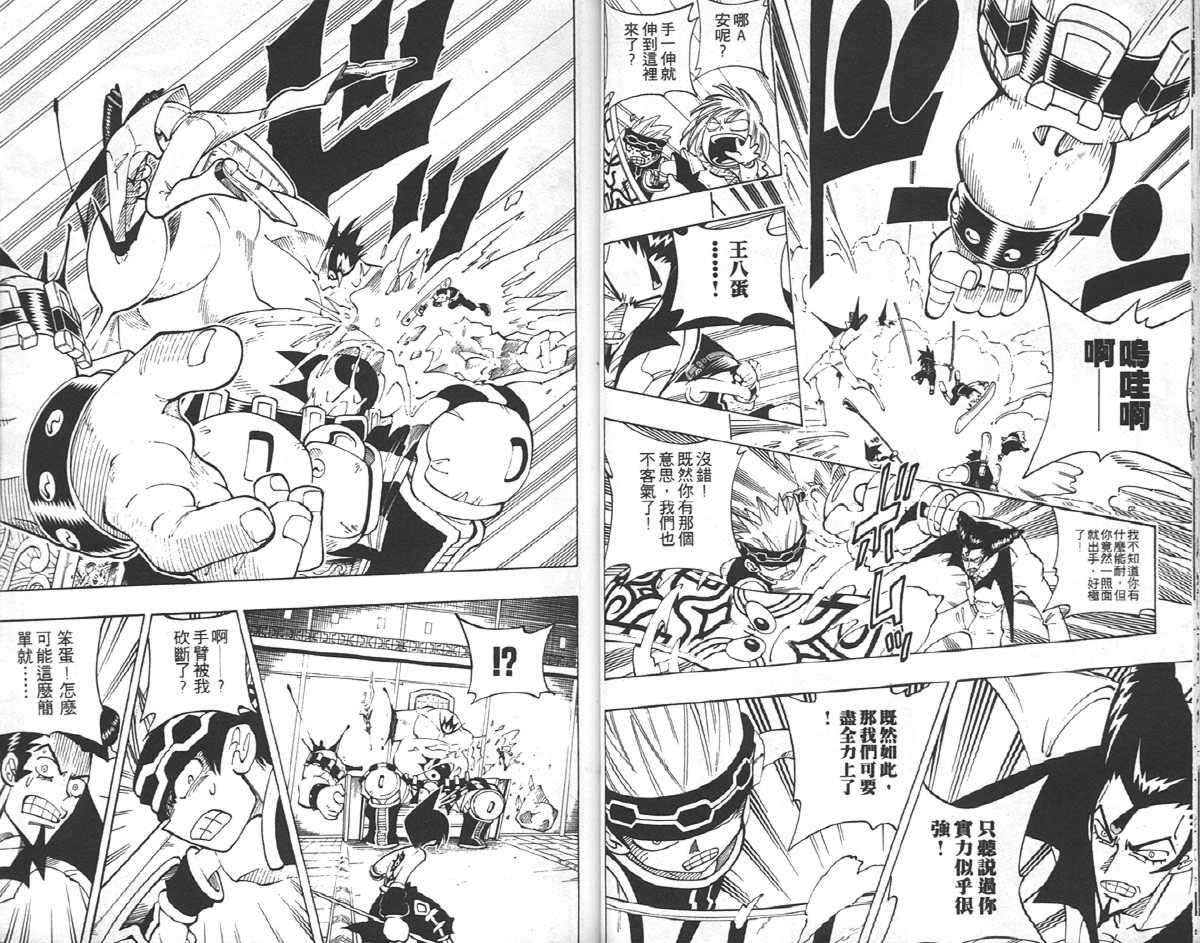 嗚哇啊
啊——
哪A
安呢？
手一伸就
伸到這裡
來了？
王八蛋
……！
我不知道你有
什麼能耐，但
你竟然一照面
就出手，好極
了！
沒錯！
既然你有那個
意思，我們也
不客氣了！
只聽說過你
實力似乎很
強！
既然如此，
那我們可要
盡全力上了
！
ビッ
!?
啊——？
手臂被我
砍斷了？
笨蛋！怎麼
可能這麼簡
單就……